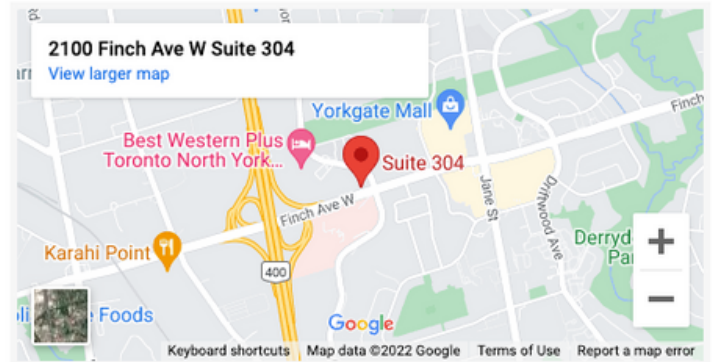 2100 Finch Ave W Suite 304
View larger map
Yorkgate Mall
Finch
Best Western Plus
Toronto North York...
Suite 304
Finch Ave W
Jane St
Driftwood Ave
Karahi Point
400
Derryd
Pa
+
−
Foods
Google
Keyboard shortcuts
Map data ©2022 Google
Terms of Use
Report a map error